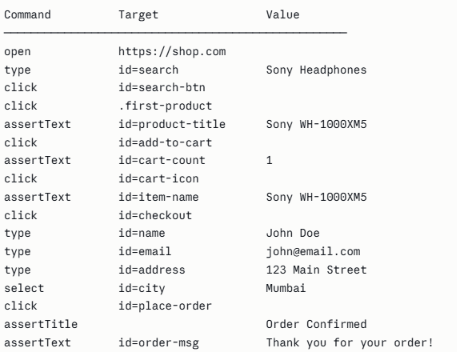 Command Target Value
open https://shop.com
type id=search Sony Headphones
click id=search-btn
click .first-product
assertText id=product-title Sony WH-1000XM5
click id=add-to-cart
assertText id=cart-count 1
click id=cart-icon
assertText id=item-name Sony WH-1000XM5
click id=checkout
type id=name John Doe
type id=email john@email.com
type id=address 123 Main Street
select id=city Mumbai
click id=place-order
assertTitle Order Confirmed
assertText id=order-msg Thank you for your order!